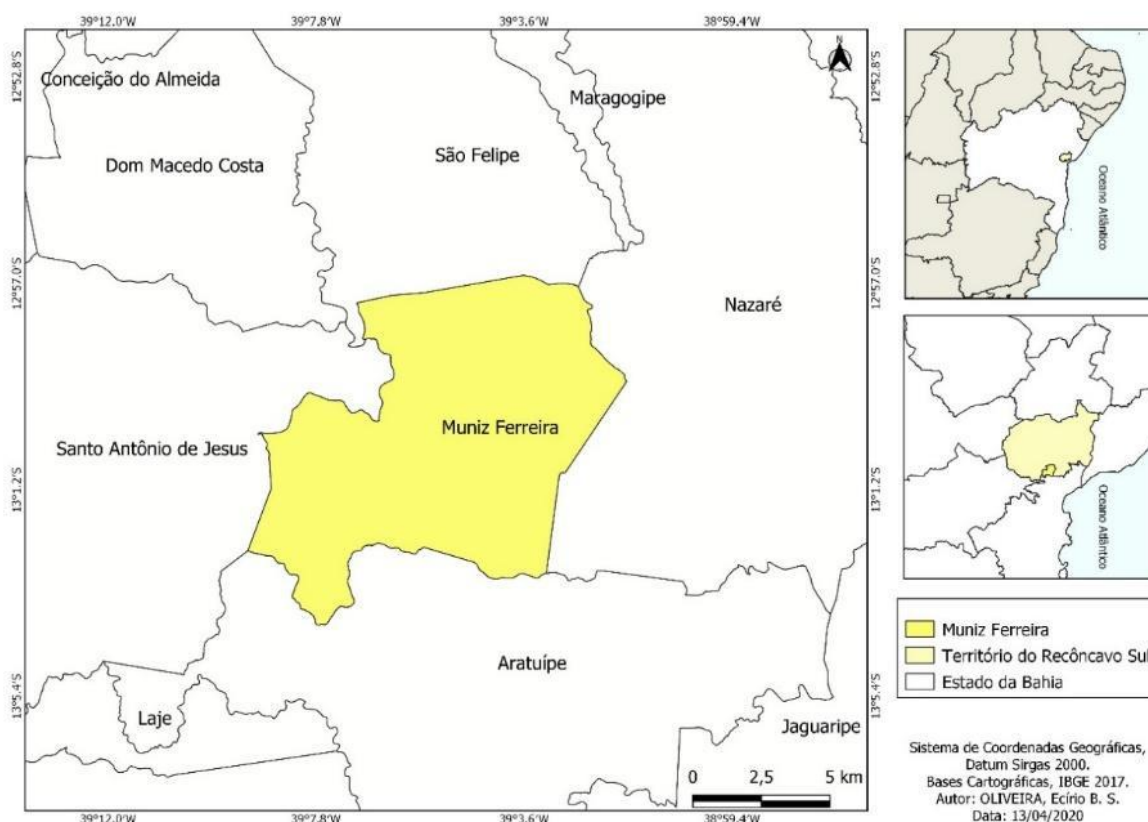 39°12.0'W 39°7.8'W 39°3.6'W 38°59.4'W
12°52.8'S
12°57.0'S
13°1.2'S
13°5.4'S
N
Conceição do Almeida
Maragogipe
Dom Macedo Costa
São Felipe
Nazaré
Muniz Ferreira
Santo Antônio de Jesus
Aratuípe
Laje
Jaguaripe
0 2,5 5 km
12°52.8'S
12°57.0'S
13°1.2'S
13°5.4'S
39°12.0'W 39°7.8'W 39°3.6'W 38°59.4'W
Oceano Atlântico
Oceano Atlântico
Muniz Ferreira
Território do Recôncavo Sul
Estado da Bahia
Sistema de Coordenadas Geográficas,
Datum Sirgas 2000.
Bases Cartográficas, IBGE 2017.
Autor: OLIVEIRA, Ecírio B. S.
Data: 13/04/2020